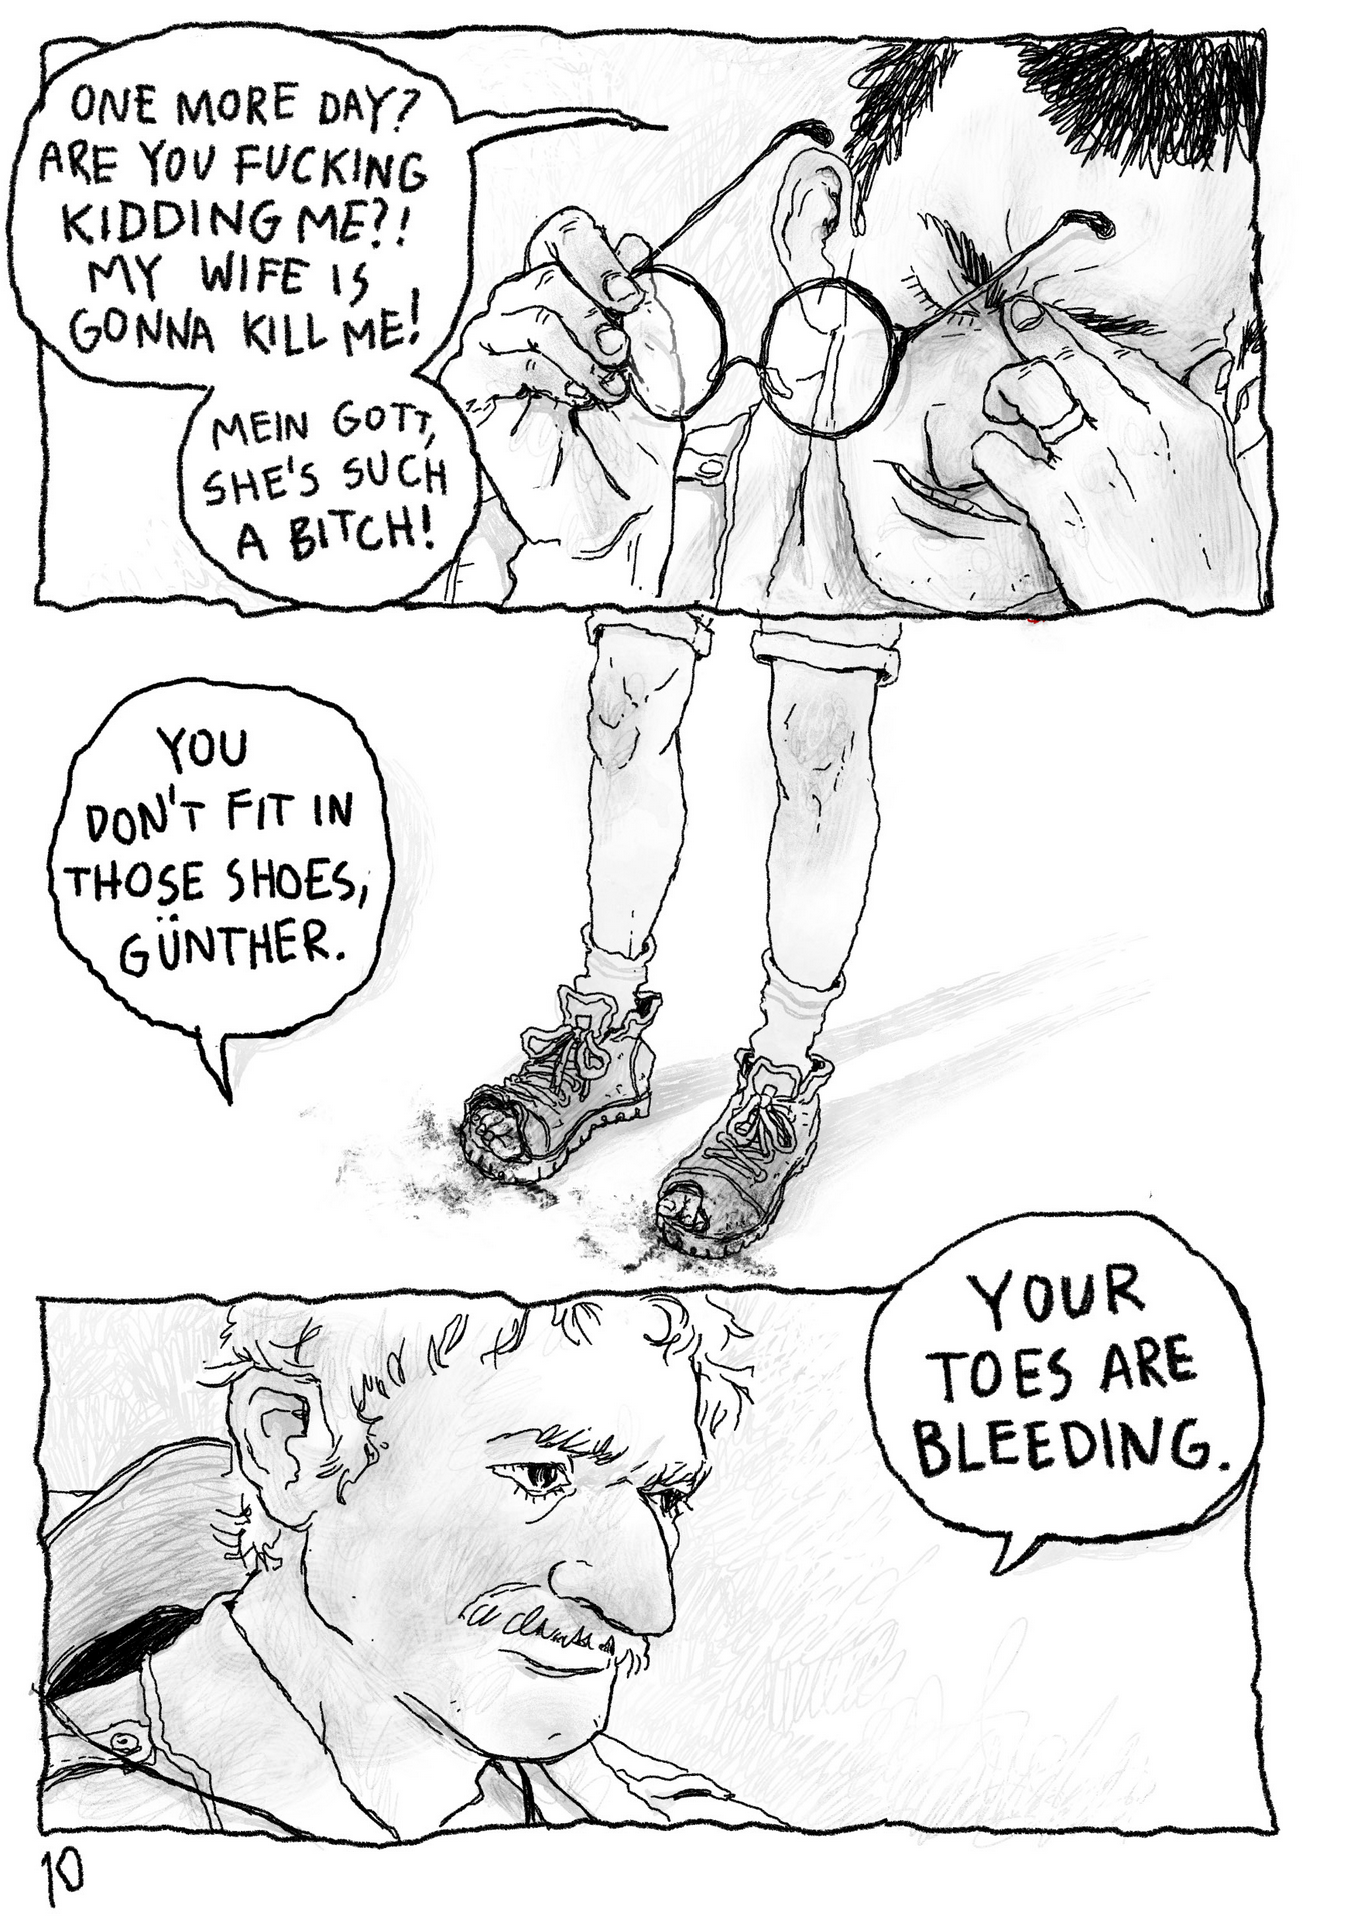 ONE MORE DAY?
ARE YOU FUCKING
KIDDING ME?!
MY WIFE IS
GONNA KILL ME!
MEIN GOTT,
SHE'S SUCH
A BITCH!
YOU
DON'T FIT IN
THOSE SHOES,
GÜNTHER.
YOUR
TOES ARE
BLEEDING.
10